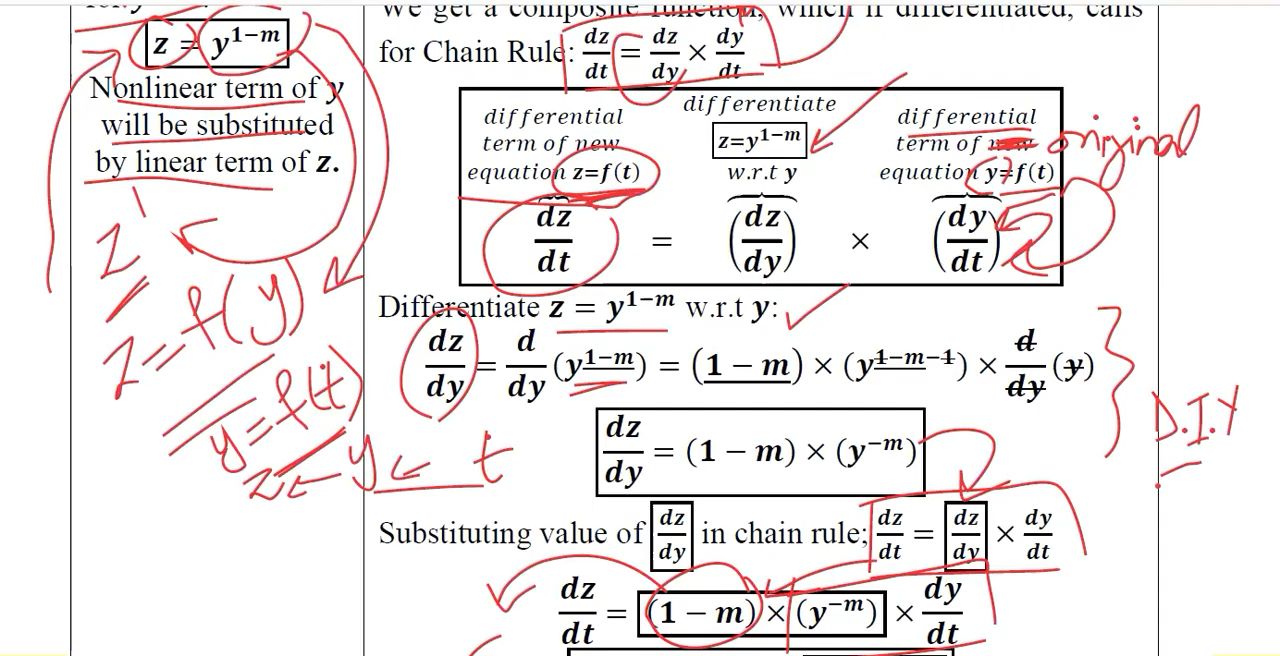 z = y^{1−m}
Nonlinear term of y
will be substituted
by linear term of z.
z
z = f(y)
y = f(t)
z ← y ← t
We get a composite function, which if differentiated, calls
for Chain Rule: dz/dt = dz/dy × dy/dt
differential
term of new
equation z=f(t)
differentiate
z=y^{1−m}
w.r.t y
differential
term of new original
equation y=f(t)
dz/dt = (dz/dy) × (dy/dt)
Differentiate z = y^{1−m} w.r.t y:
dz/dy = d/dy (y^{1−m}) = (1 − m) × (y^{1−m−1}) × d/dy (y)
D.I.Y
dz/dy = (1 − m) × (y^{−m})
Substituting value of dz/dy in chain rule; dz/dt = dz/dy × dy/dt
dz/dt = (1 − m) × (y^{−m}) × dy/dt